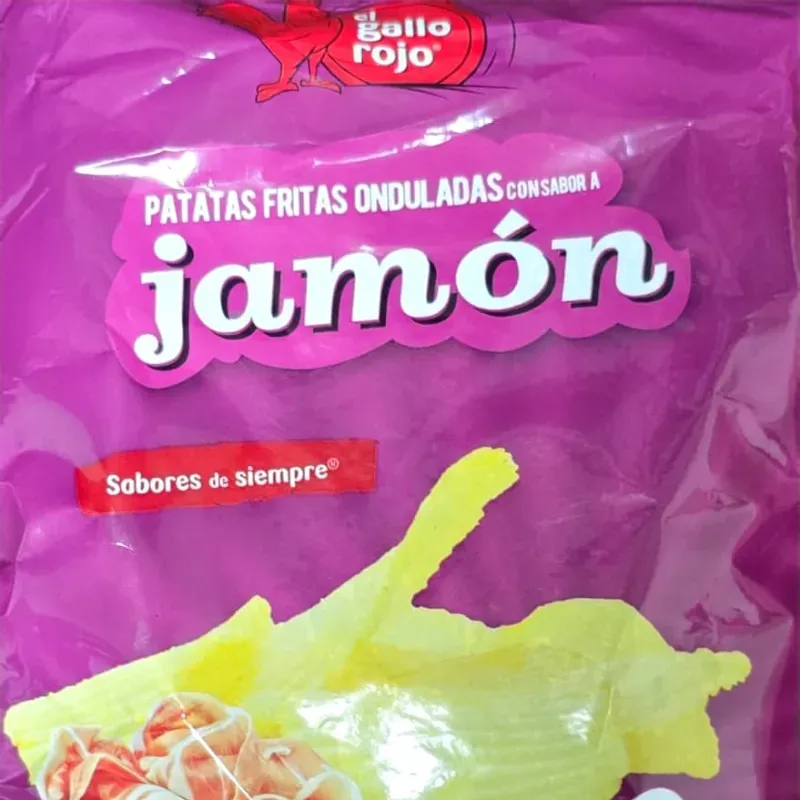 el
gallo
rojo®
PATATAS FRITAS ONDULADAS CON SABOR A
jamón
Sabores de siempre®